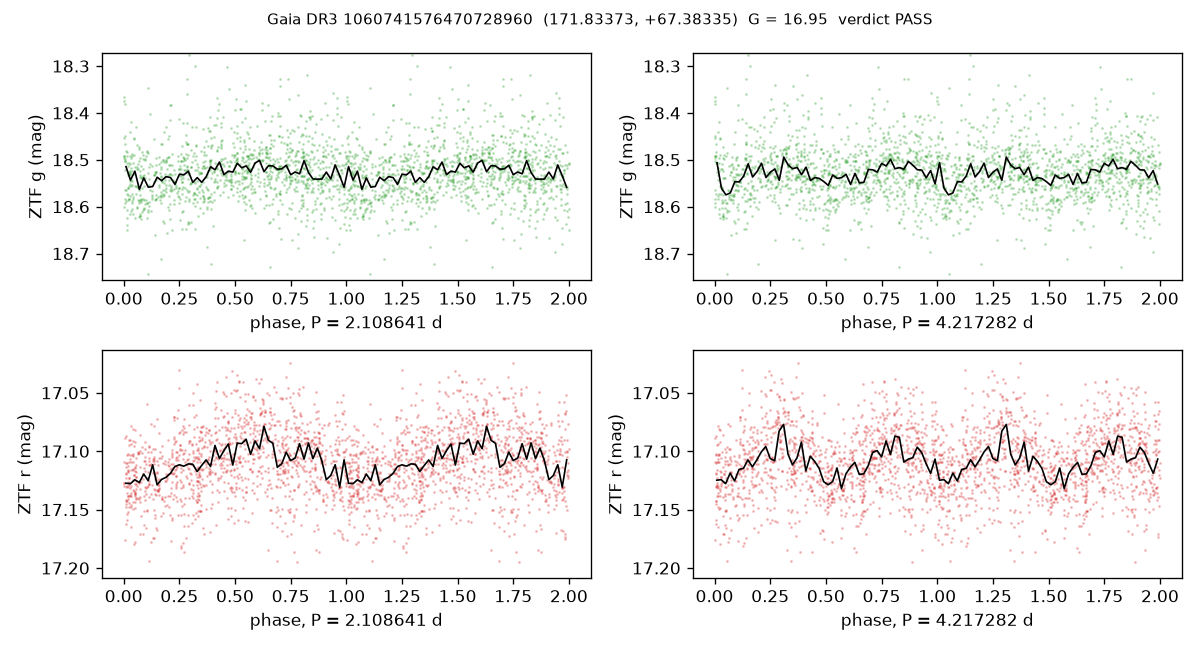 Gaia DR3 1060741576470728960 (171.83373, +67.38335) G = 16.95 verdict PASS
ZTF g (mag)
18.3
18.4
18.5
18.6
18.7
0.00 0.25 0.50 0.75 1.00 1.25 1.50 1.75 2.00
phase, P = 2.108641 d
ZTF g (mag)
18.3
18.4
18.5
18.6
18.7
0.00 0.25 0.50 0.75 1.00 1.25 1.50 1.75 2.00
phase, P = 4.217282 d
ZTF r (mag)
17.05
17.10
17.15
17.20
0.00 0.25 0.50 0.75 1.00 1.25 1.50 1.75 2.00
phase, P = 2.108641 d
ZTF r (mag)
17.05
17.10
17.15
17.20
0.00 0.25 0.50 0.75 1.00 1.25 1.50 1.75 2.00
phase, P = 4.217282 d